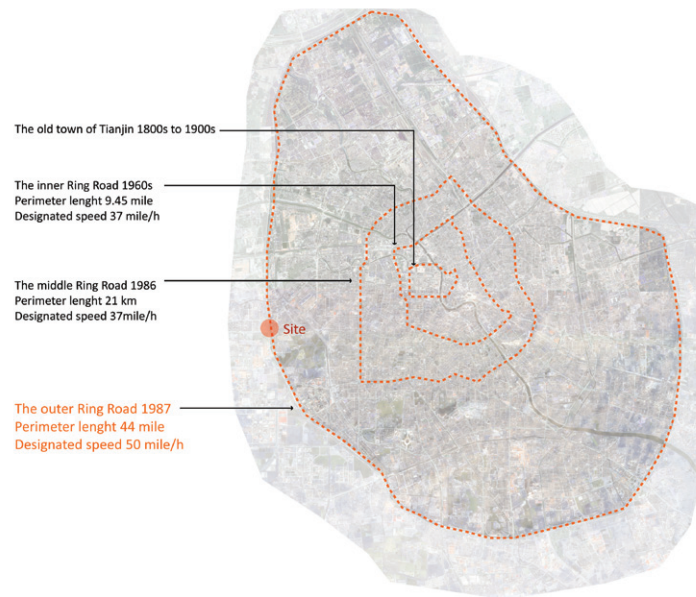 The old town of Tianjin 1800s to 1900s
The inner Ring Road 1960s
Perimeter lenght 9.45 mile
Designated speed 37 mile/h
The middle Ring Road 1986
Perimeter lenght 21 km
Designated speed 37mile/h
Site
The outer Ring Road 1987
Perimeter lenght 44 mile
Designated speed 50 mile/h